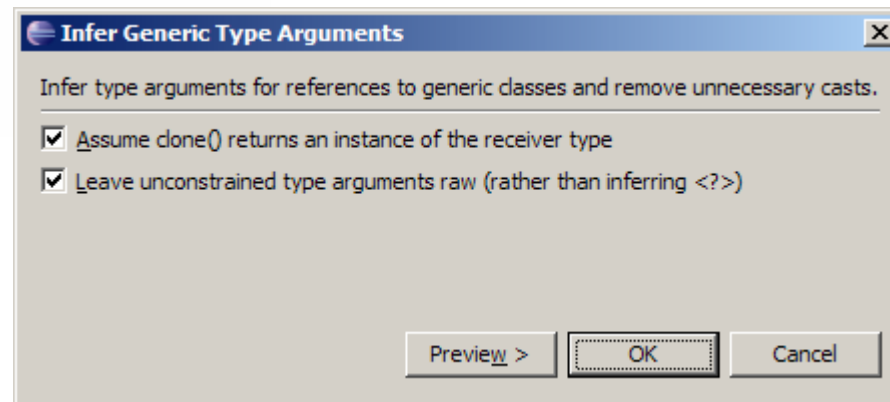 Infer Generic Type Arguments
Infer type arguments for references to generic classes and remove unnecessary casts.
Assume clone() returns an instance of the receiver type
Leave unconstrained type arguments raw (rather than inferring <?>)
Preview > OK Cancel